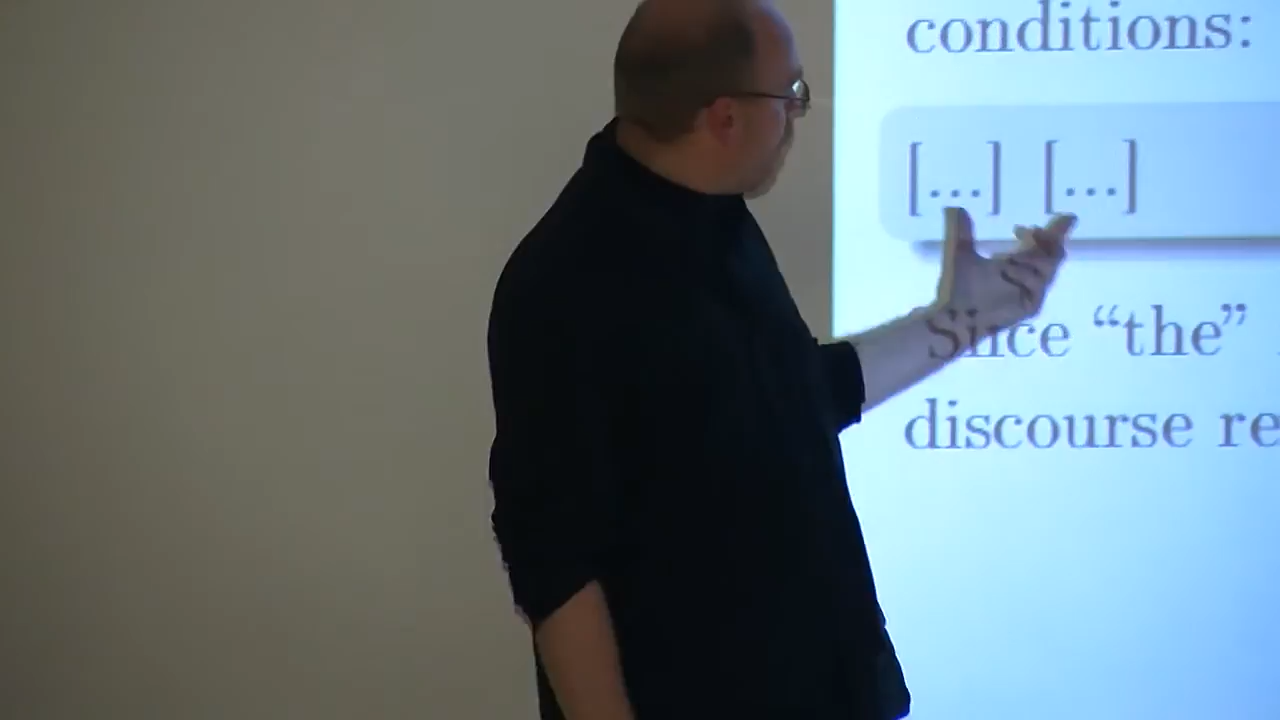 conditions:
[...] [...]
Since “the”
discourse re